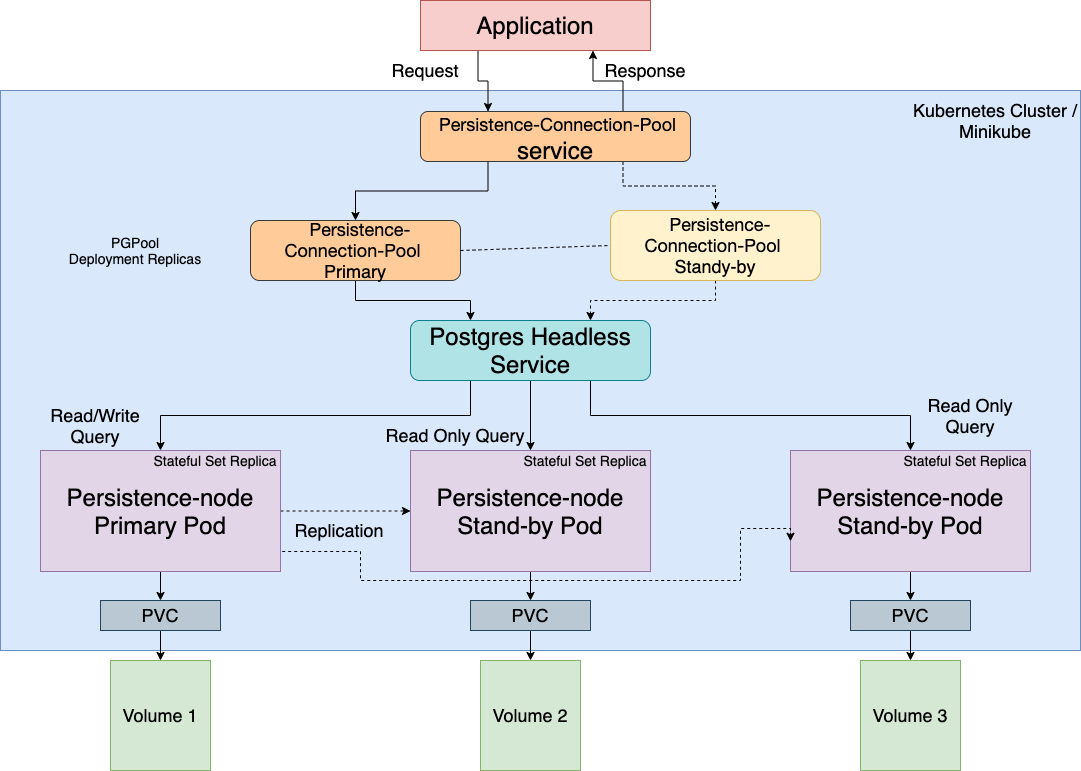 Application
Request
Response
Kubernetes Cluster /
Minikube
Persistence-Connection-Pool
service
PGPool
Deployment Replicas
Persistence-
Connection-Pool
Primary
Persistence-
Connection-Pool
Standy-by
Postgres Headless
Service
Read/Write
Query
Read Only Query
Read Only
Query
Stateful Set Replica
Persistence-node
Primary Pod
Stateful Set Replica
Persistence-node
Stand-by Pod
Stateful Set Replica
Persistence-node
Stand-by Pod
Replication
PVC
PVC
PVC
Volume 1
Volume 2
Volume 3